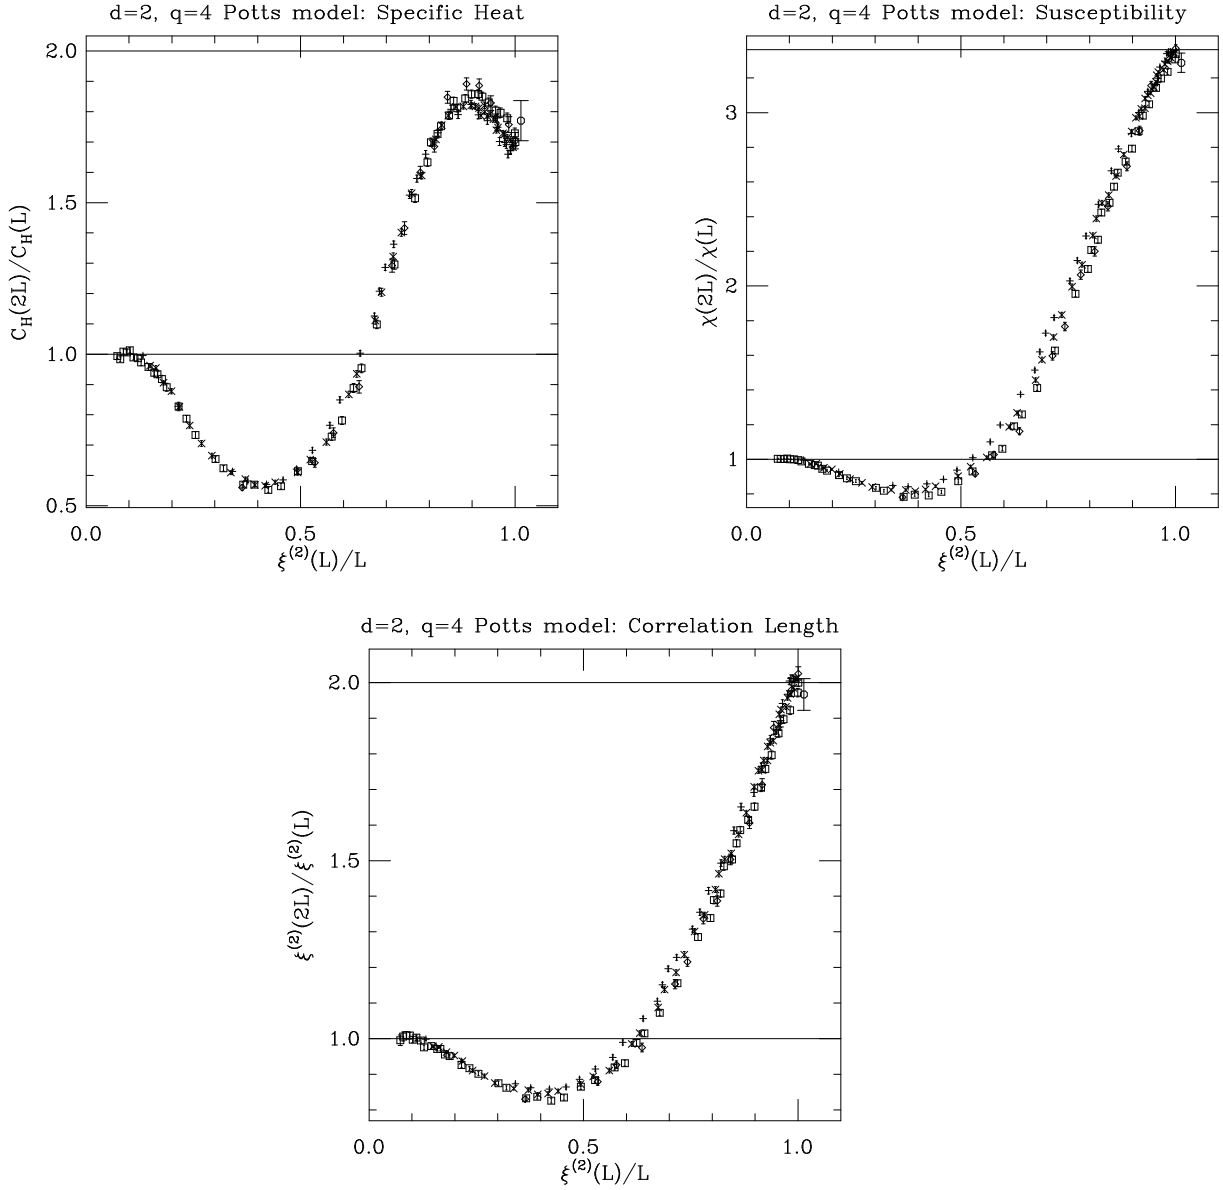 d=2, q=4 Potts model: Specific Heat
2.0
1.5
1.0
0.5
C_H(2L)/C_H(L)
0.0 0.5 1.0
ξ^(2)(L)/L
d=2, q=4 Potts model: Susceptibility
3
2
1
χ(2L)/χ(L)
0.0 0.5 1.0
ξ^(2)(L)/L
d=2, q=4 Potts model: Correlation Length
2.0
1.5
1.0
ξ^(2)(2L)/ξ^(2)(L)
0.0 0.5 1.0
ξ^(2)(L)/L